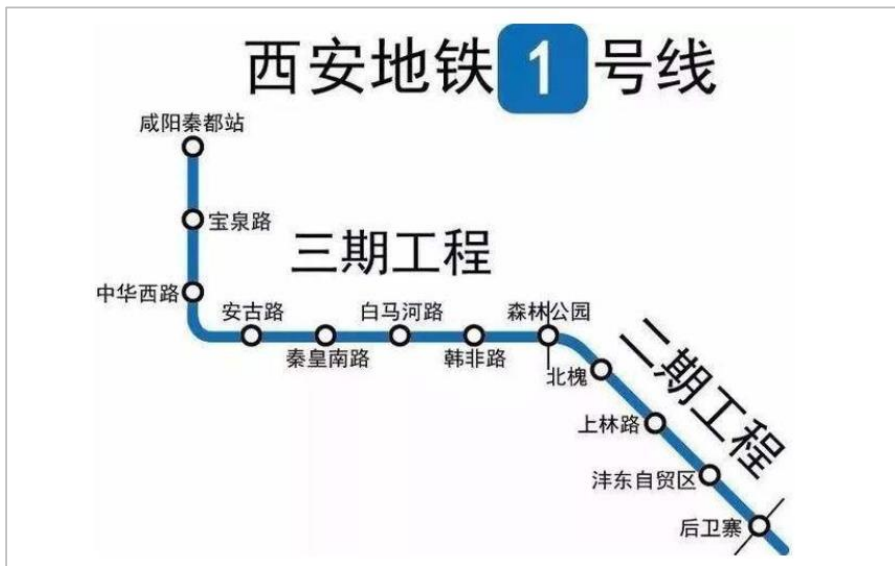 西安地铁1号线
咸阳秦都站
宝泉路
三期工程
中华西路
安古路
白马河路
森林公园
秦皇南路
韩非路
二期工程
北槐
上林路
沣东自贸区
后卫寨